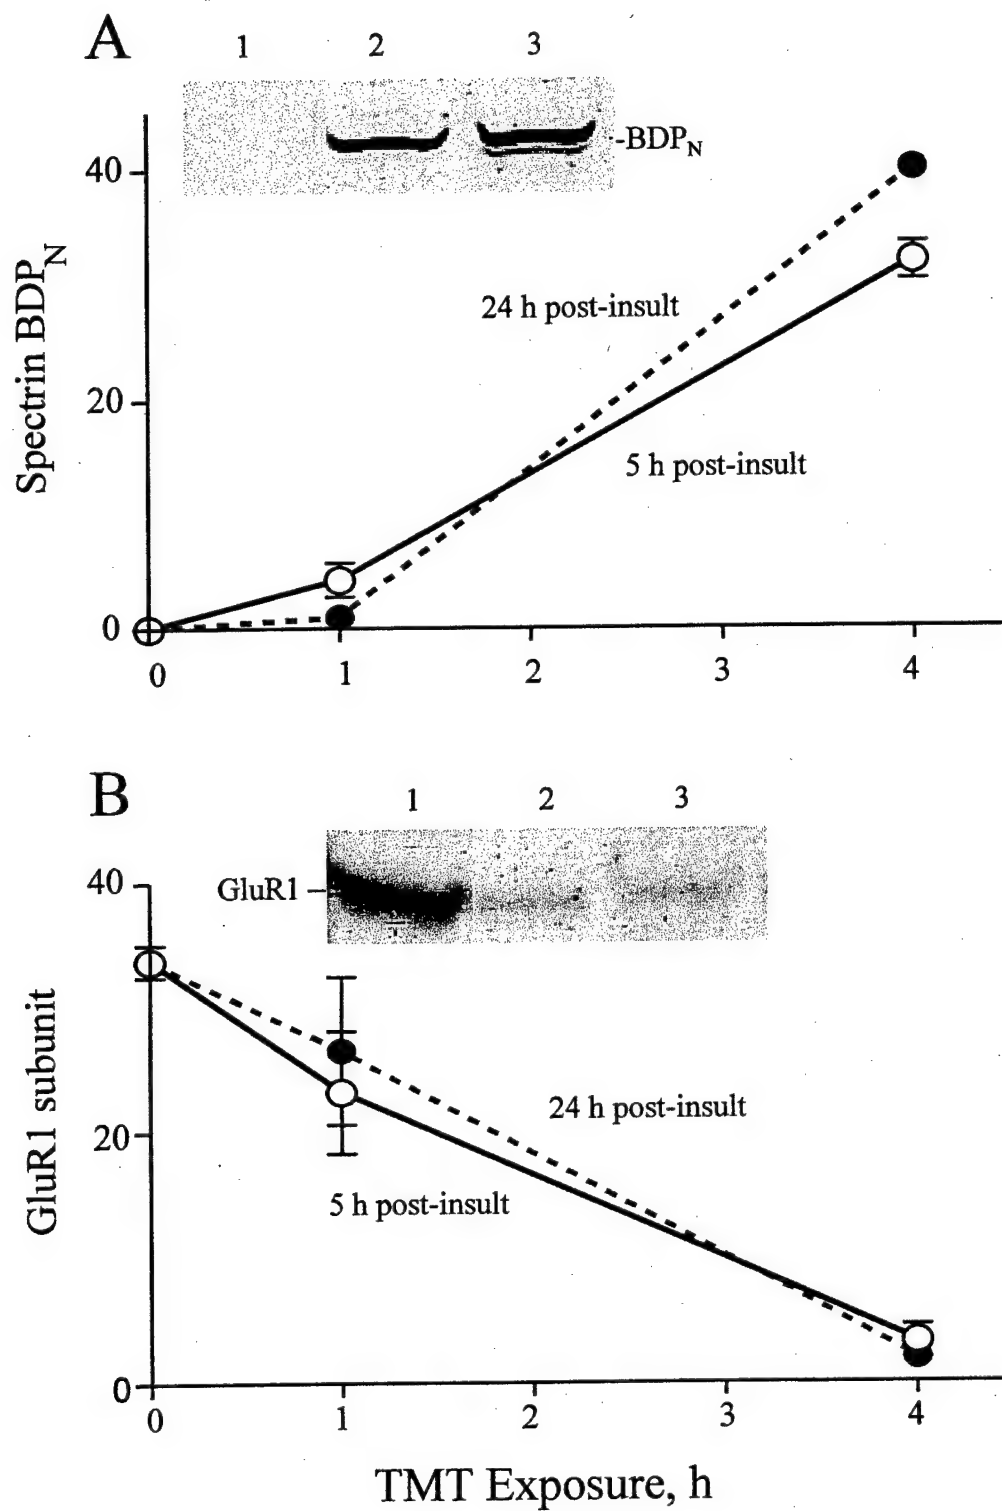 A
1 2 3
-BDPN
40
20
0
Spectrin BDPN
24 h post-insult
5 h post-insult
0 1 2 3 4
B
1 2 3
GluR1
40
20
0
GluR1 subunit
24 h post-insult
5 h post-insult
0 1 2 3 4
TMT Exposure, h